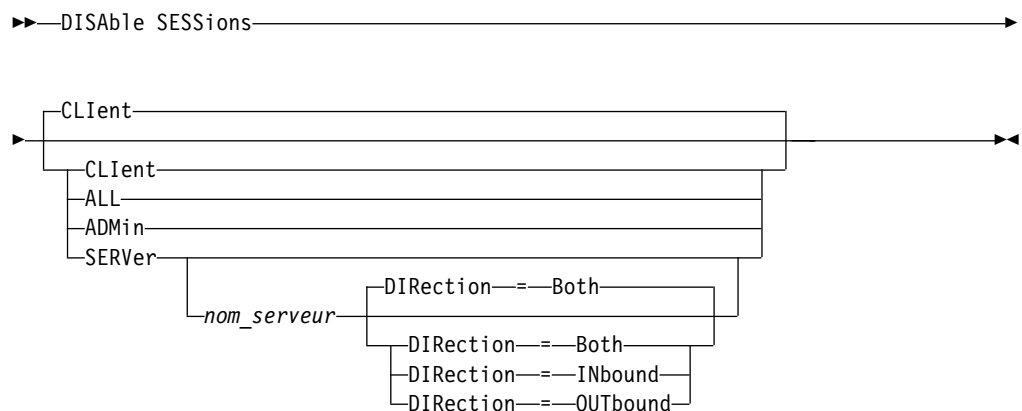 DISAble SESSions
CLIent
CLIent
ALL
ADMin
SERVer
DIRection = Both
nom_serveur
DIRection = Both
DIRection = INbound
DIRection = OUTbound